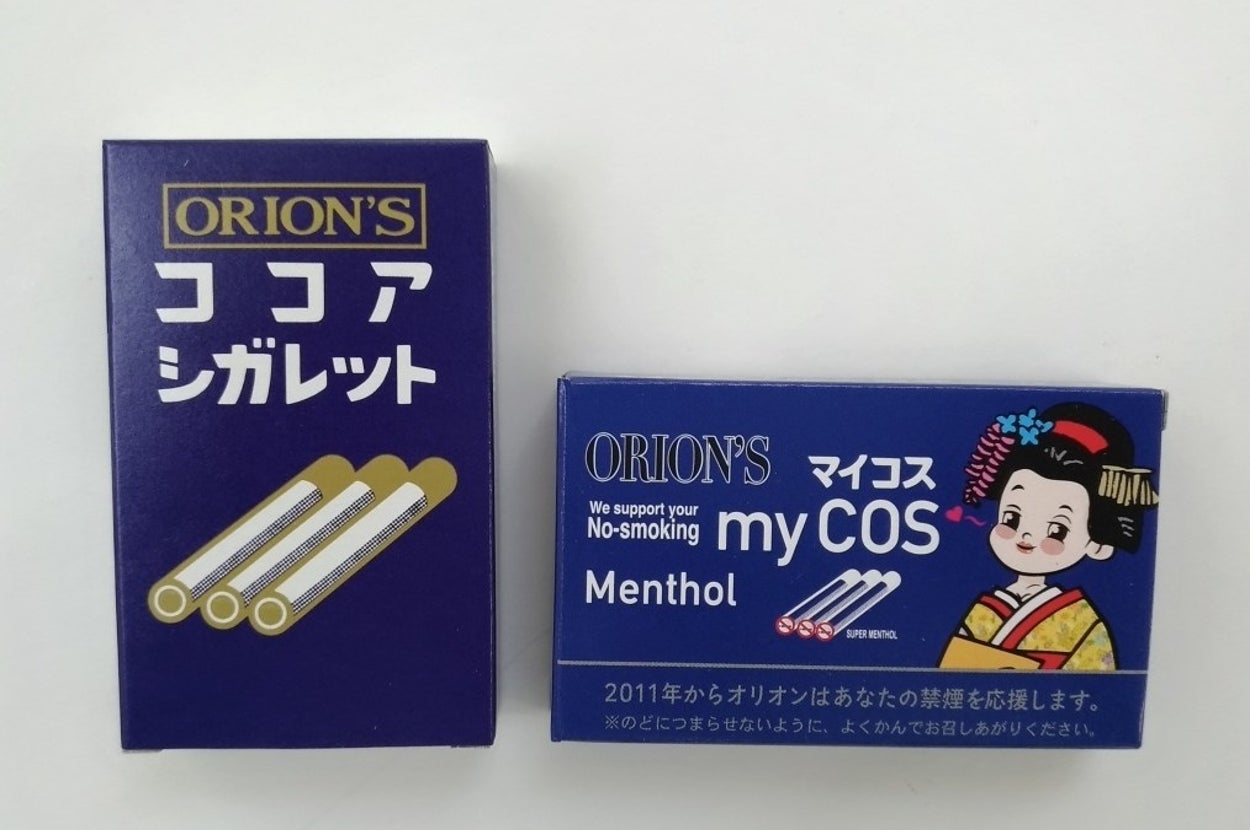 ORION'S
ココア
シガレット
ORION'S
マイコス
We support your
No-smoking
my COS
Menthol
SUPER MENTHOL
2011年からオリオンはあなたの禁煙を応援します。
※のどにつまらせないように、よくかんでお召しあがりください。